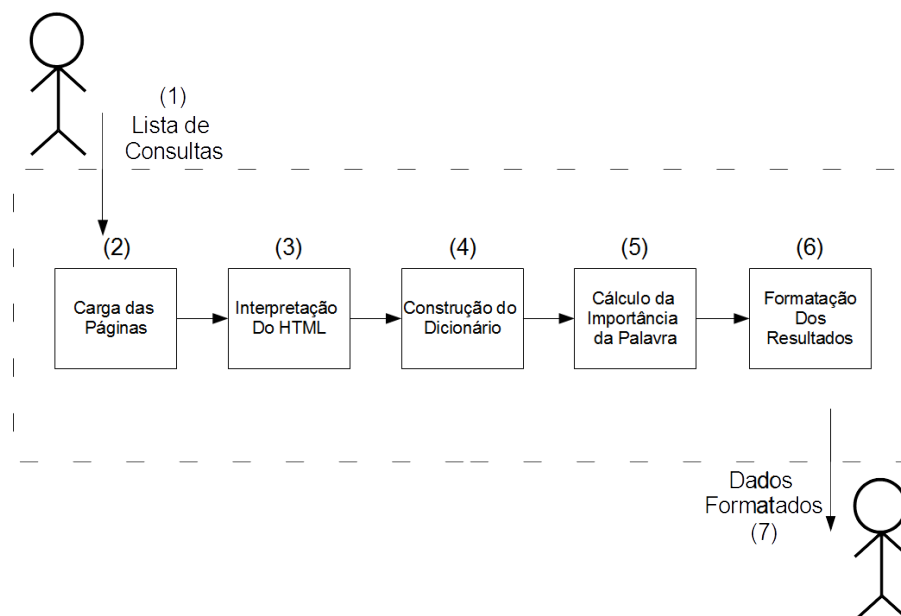 (1)
Lista de
Consultas
(2)
(3)
(4)
(5)
(6)
Carga das
Páginas
Interpretação
Do HTML
Construção do
Dicionário
Cálculo da
Importância
da Palavra
Formatação
Dos
Resultados
Dados
Formatados
(7)